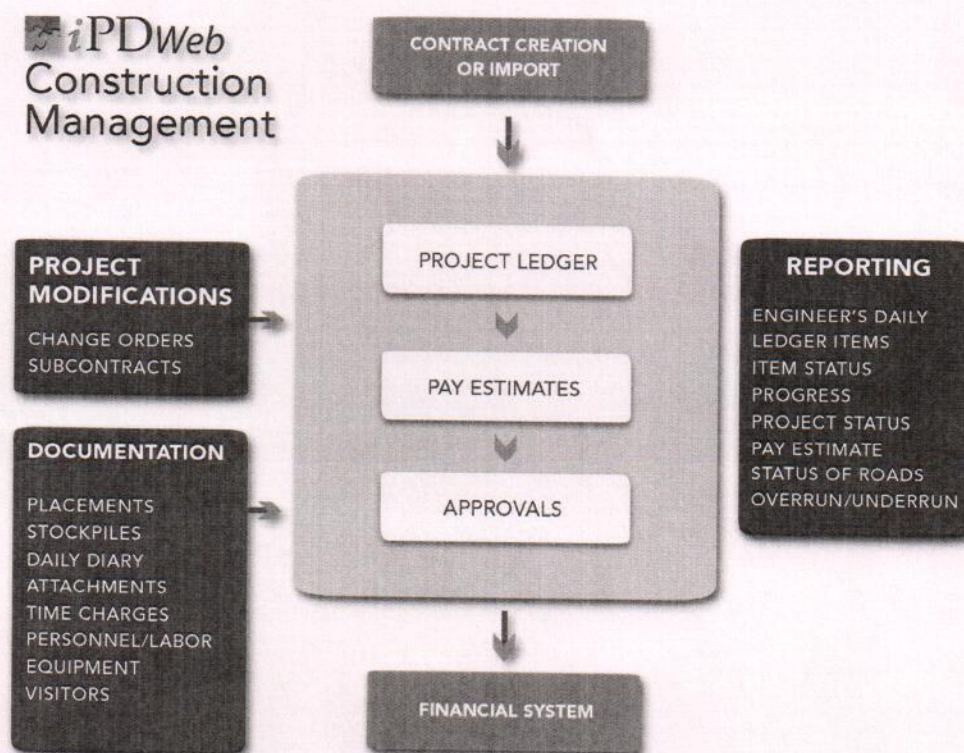 iPDWeb
Construction
Management
CONTRACT CREATION
OR IMPORT
PROJECT LEDGER
PAY ESTIMATES
APPROVALS
PROJECT
MODIFICATIONS
CHANGE ORDERS
SUBCONTRACTS
DOCUMENTATION
PLACEMENTS
STOCKPILES
DAILY DIARY
ATTACHMENTS
TIME CHARGES
PERSONNEL/LABOR
EQUIPMENT
VISITORS
REPORTING
ENGINEER'S DAILY
LEDGER ITEMS
ITEM STATUS
PROGRESS
PROJECT STATUS
PAY ESTIMATE
STATUS OF ROADS
OVERRUN/UNDERRUN
FINANCIAL SYSTEM